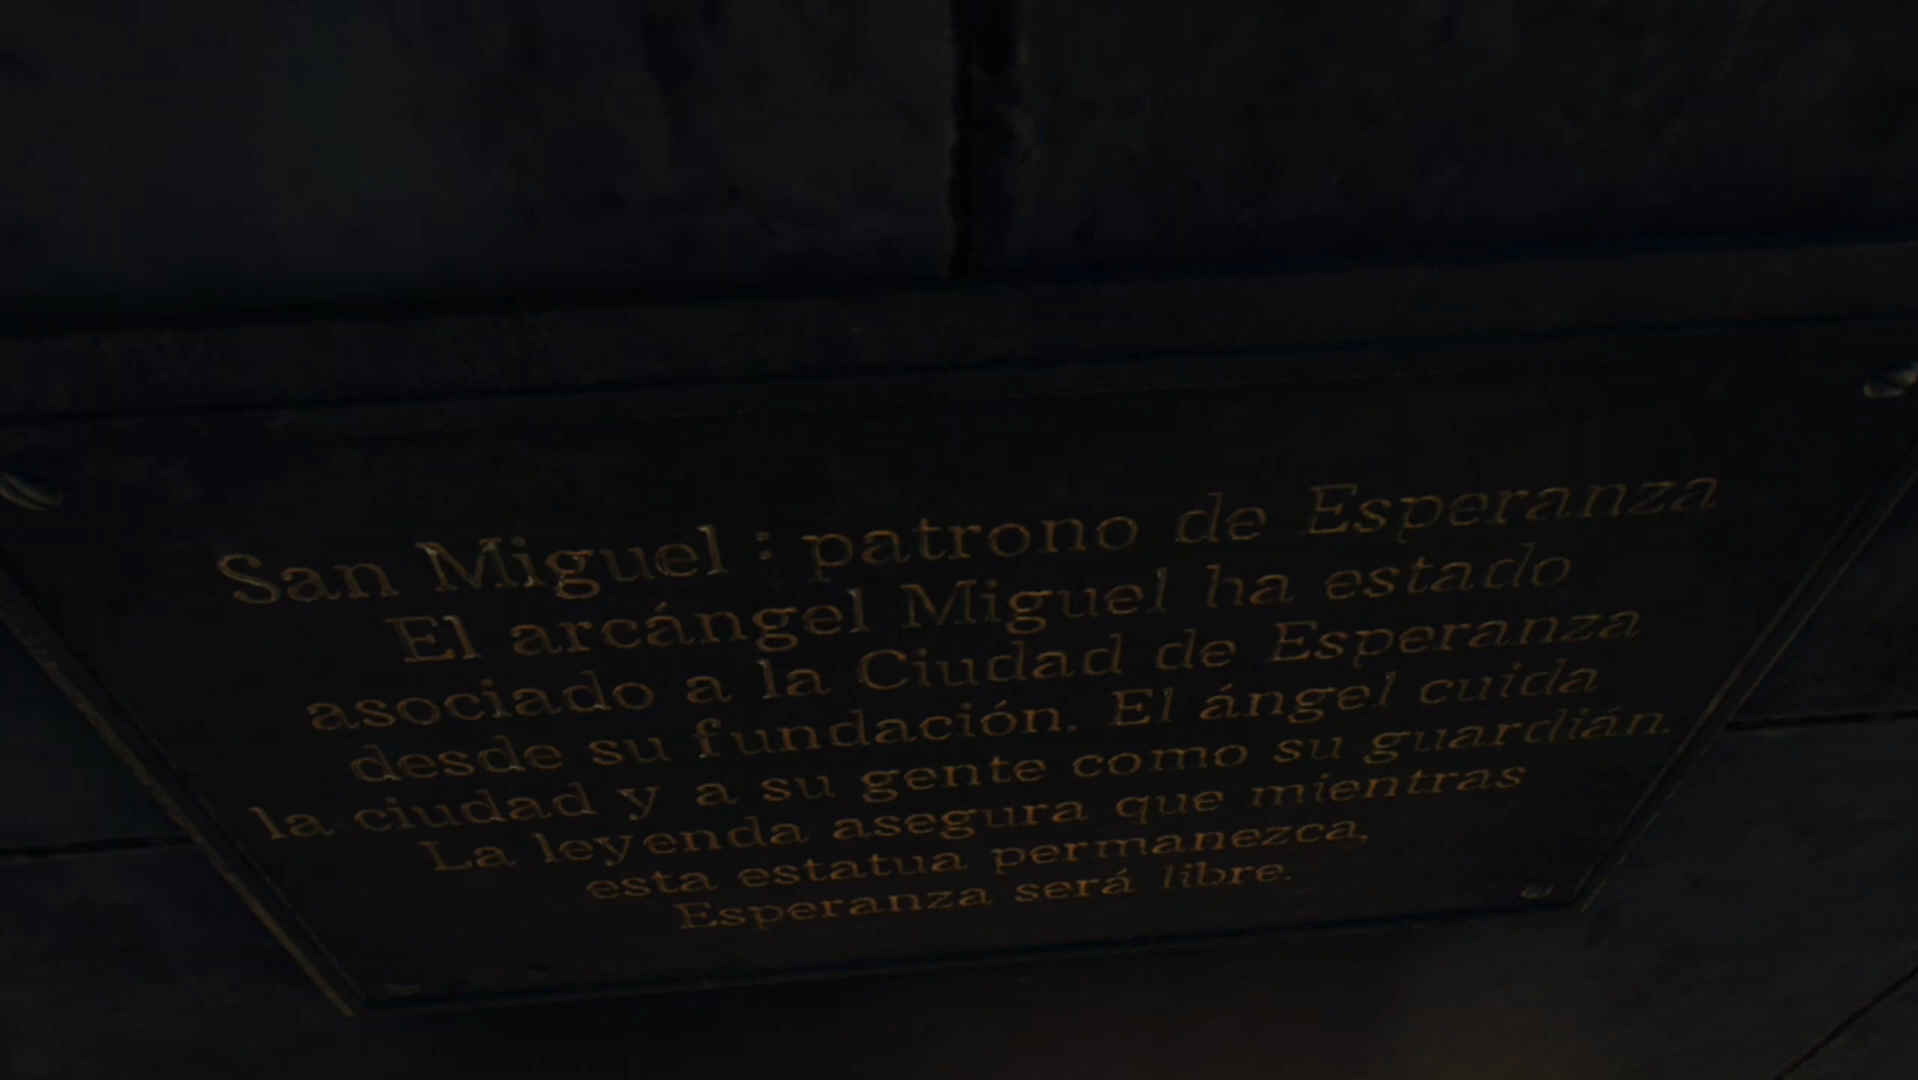 San Miguel : patrono de Esperanza
El arcángel Miguel ha estado
asociado a la Ciudad de Esperanza
desde su fundación. El ángel cuida
la ciudad y a su gente como su guardián.
La leyenda asegura que mientras
esta estatua permanezca,
Esperanza será libre.